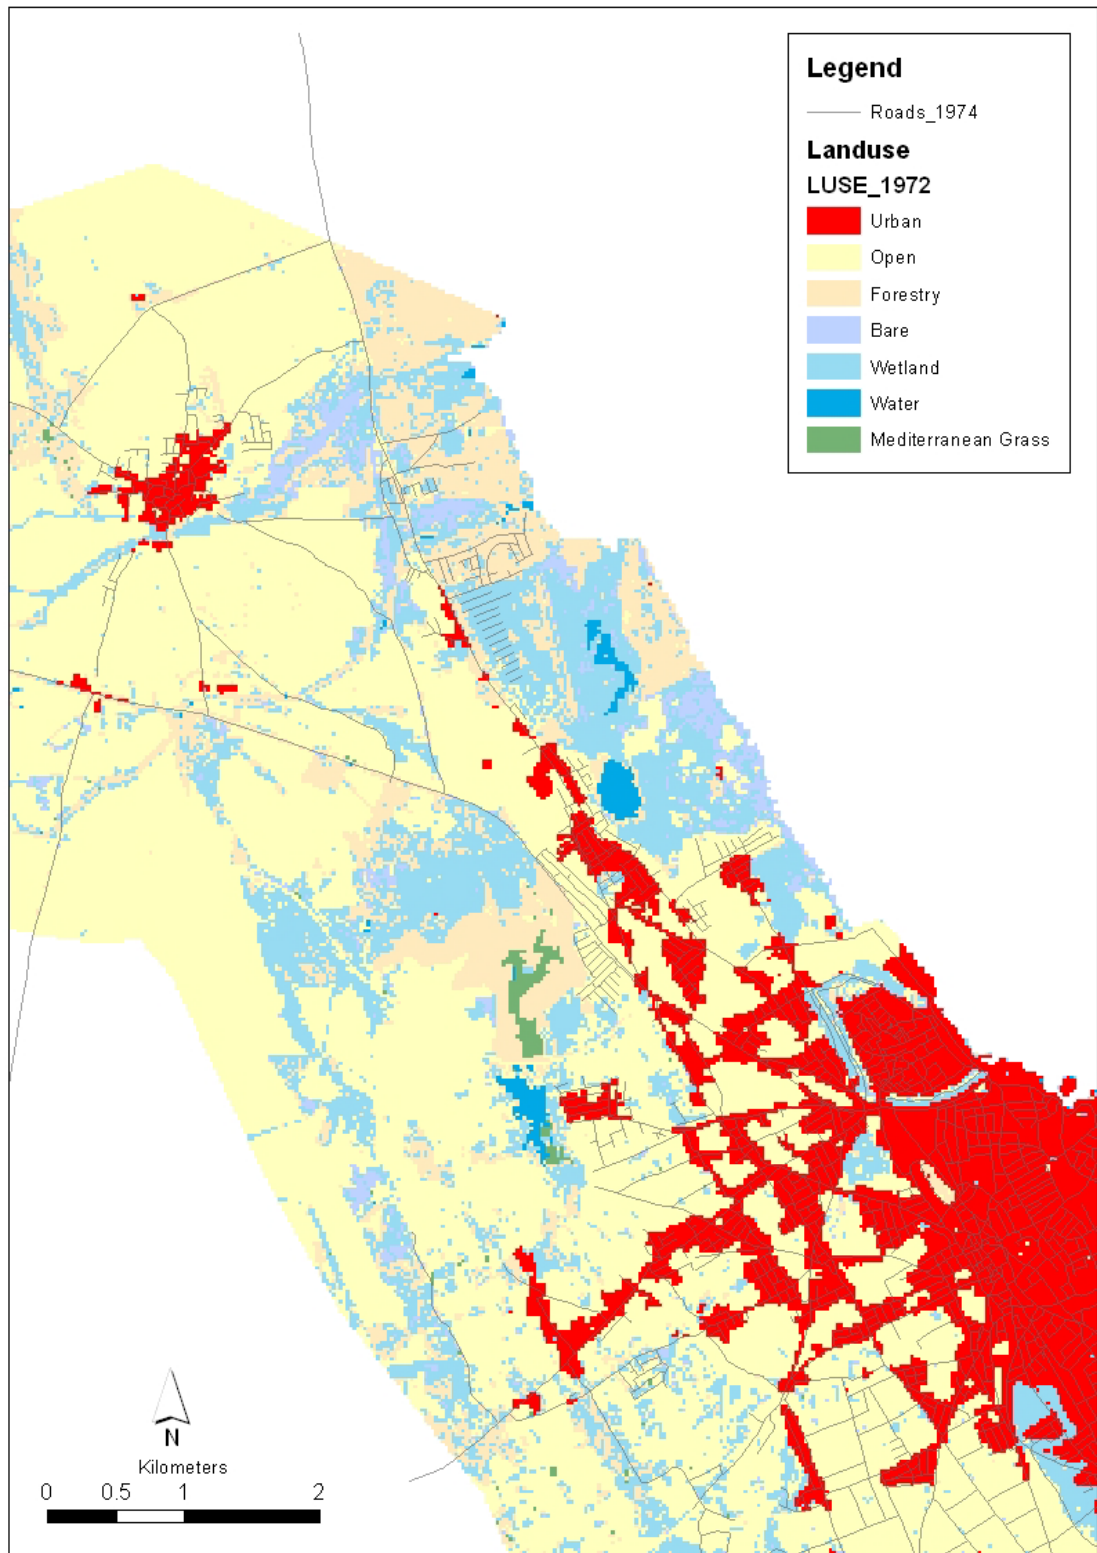 Legend
Roads_1974
Landuse
LUSE_1972
Urban
Open
Forestry
Bare
Wetland
Water
Mediterranean Grass
N
Kilometers
0 0.5 1 2